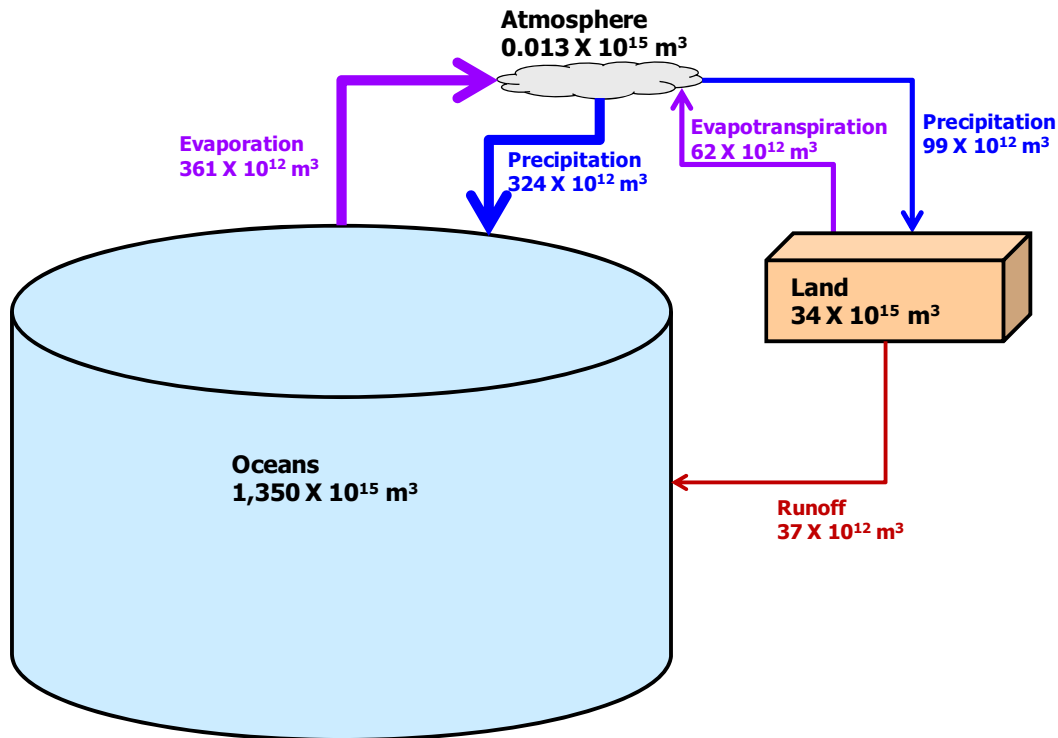 Atmosphere
0.013 X 10¹⁵ m³
Evaporation
361 X 10¹² m³
Precipitation
324 X 10¹² m³
Evapotranspiration
62 X 10¹² m³
Precipitation
99 X 10¹² m³
Land
34 X 10¹⁵ m³
Oceans
1,350 X 10¹⁵ m³
Runoff
37 X 10¹² m³